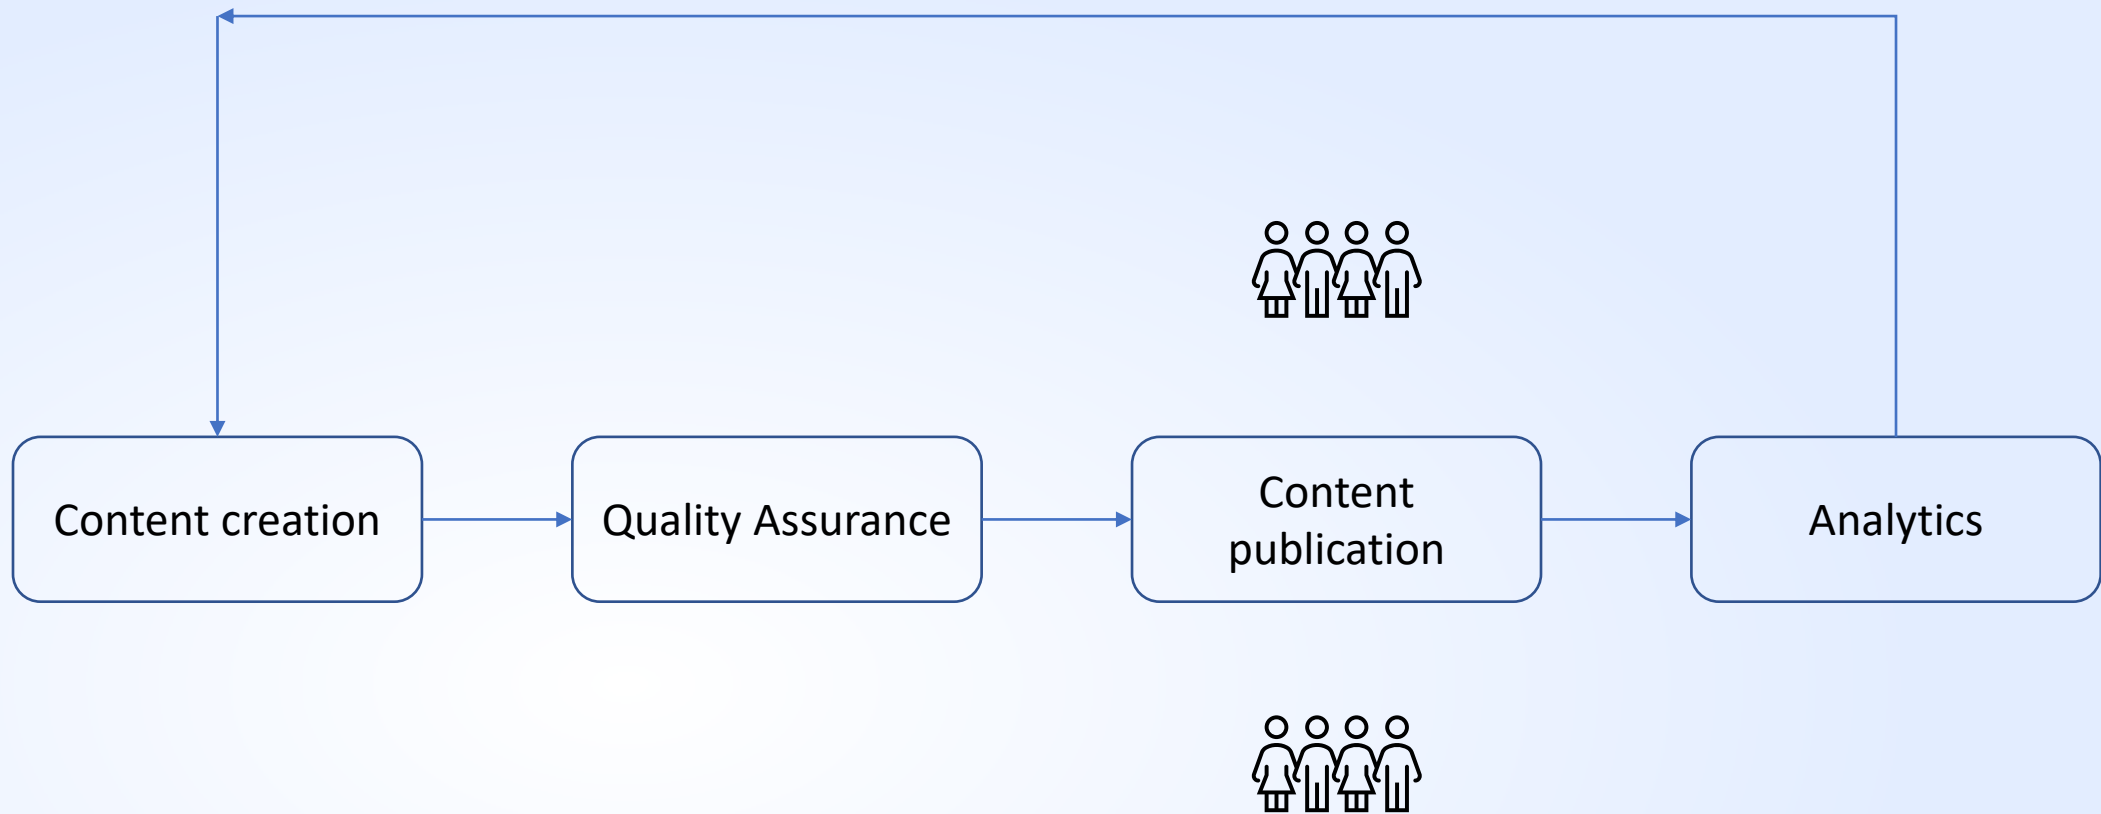 Content creation
Quality Assurance
Content
publication
Analytics